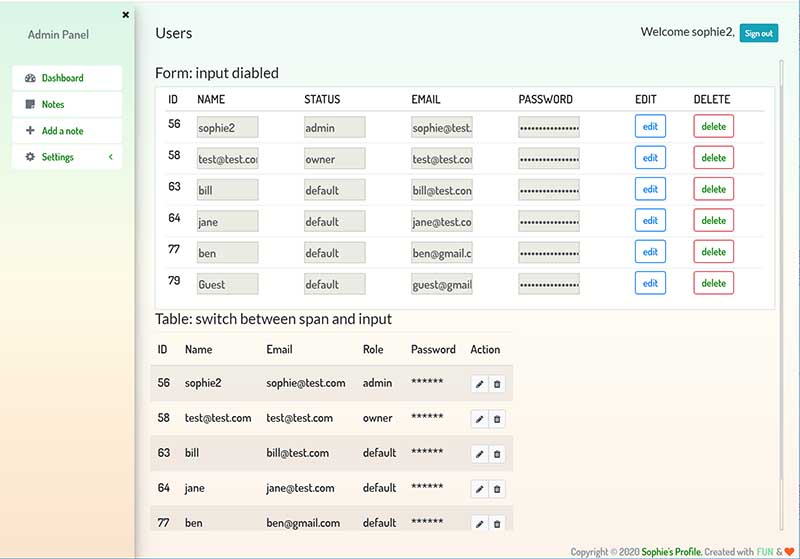 ×
Admin Panel
Dashboard
Notes
Add a note
Settings
Users
Welcome sophie2, Sign out
Form: input diabled
ID NAME STATUS EMAIL PASSWORD EDIT DELETE
56 sophie2 admin sophie@test. •••••••••••••••• edit delete
58 test@test.co owner test@test.co •••••••••••••••• edit delete
63 bill default bill@test.con •••••••••••••••• edit delete
64 jane default jane@test.co •••••••••••••••• edit delete
77 ben default ben@gmail.c •••••••••••••••• edit delete
79 Guest default guest@gmail •••••••••••••••• edit delete
Table: switch between span and input
ID Name Email Role Password Action
56 sophie2 sophie@test.com admin ******
58 test@test.com test@test.com owner ******
63 bill bill@test.com default ******
64 jane jane@test.com default ******
77 ben ben@gmail.com default ******
Copyright © 2020 Sophie's Profile. Created with FUN & ❤